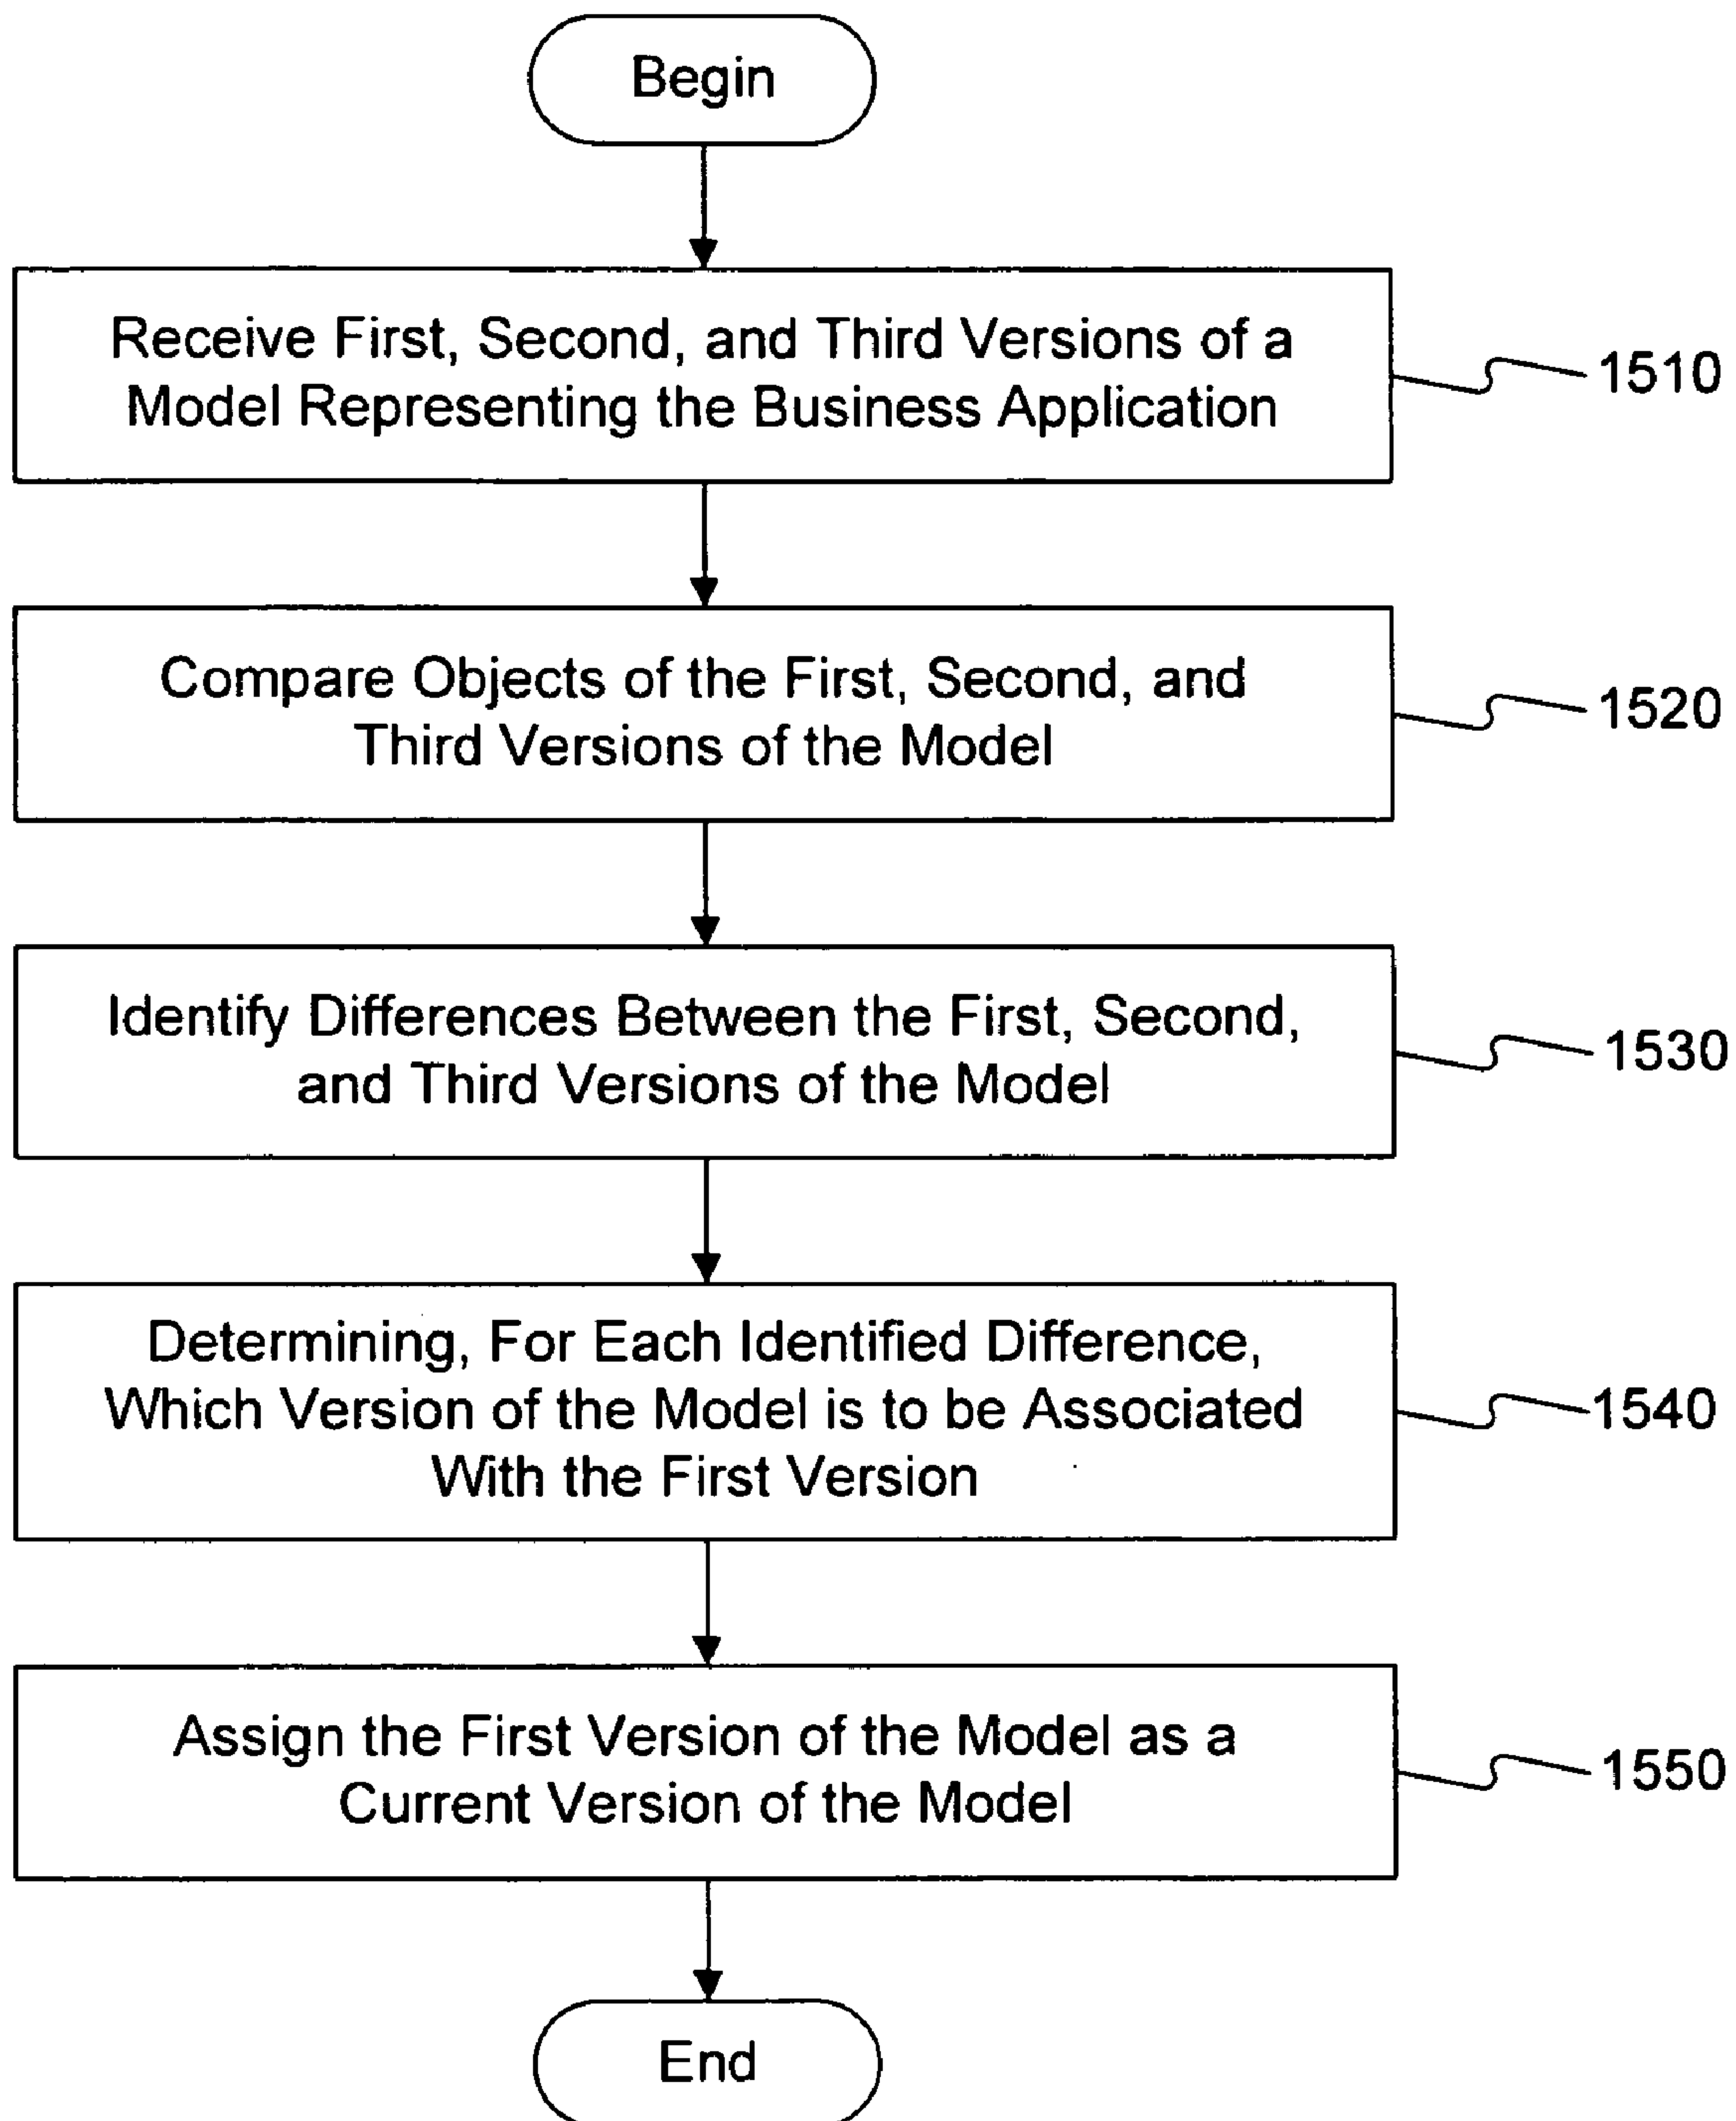 Begin
Receive First, Second, and Third Versions of a
Model Representing the Business Application
1510
Compare Objects of the First, Second, and
Third Versions of the Model
1520
Identify Differences Between the First, Second,
and Third Versions of the Model
1530
Determining, For Each Identified Difference,
Which Version of the Model is to be Associated
With the First Version
1540
Assign the First Version of the Model as a
Current Version of the Model
1550
End